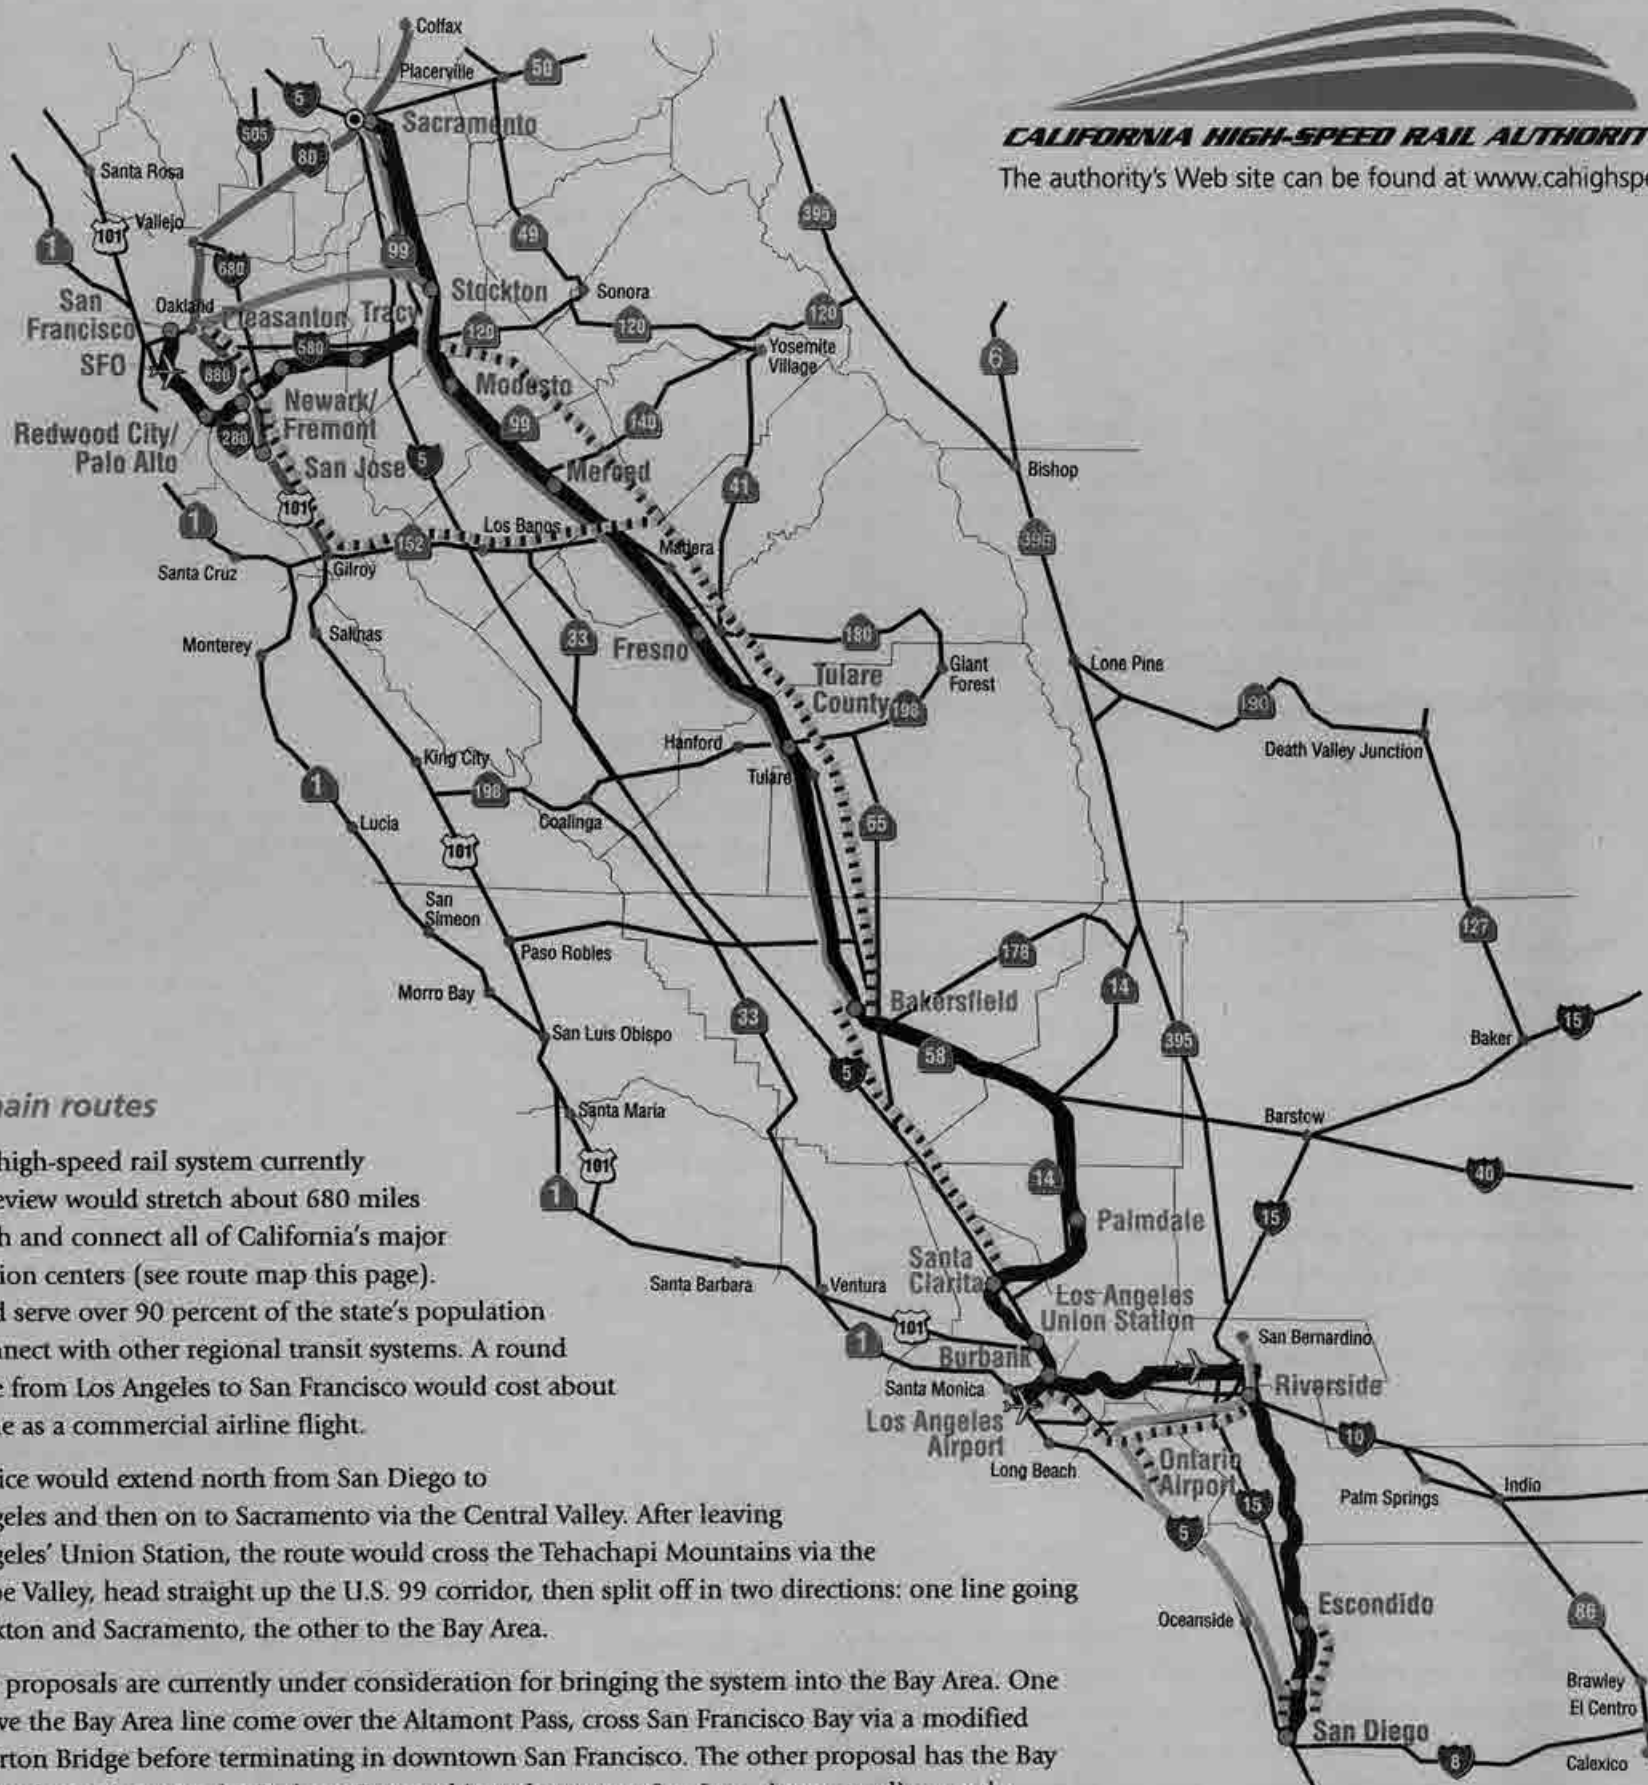 Colfax
Placerville
50
5
Sacramento
505
80
CALIFORNIA HIGH-SPEED RAIL AUTHORIT
The authority's Web site can be found at www.cahighspe
Santa Rosa
101
Vallejo
1
680
99
49
395
San
Francisco
Oakland
Pleasanton
Tracy
Stockton
Sonora
120
120
120
SFO
580
880
Yosemite
Village
6
Modesto
99
140
Newark/
Fremont
Redwood City/
Palo Alto
280
San Jose
5
Merced
41
Bishop
101
1
Los Banos
152
Madera
395
Santa Cruz
Gilroy
Monterey
Salinas
33
Fresno
180
Giant
Forest
Lone Pine
Tulare
County
198
190
Death Valley Junction
Hanford
King City
198
Tulare
1
Lucia
Coalinga
65
101
San
Simeon
127
Paso Robles
178
Morro Bay
Bakersfield
14
San Luis Obispo
33
58
395
Baker
15
5
Santa Maria
Barstow
101
1
14
40
Palmdale
15
Santa
Clarita
Santa Barbara
Ventura
Los Angeles
Union Station
101
1
Burbank
San Bernardino
Santa Monica
Riverside
Los Angeles
Airport
10
Long Beach
Ontario
Airport
15
Palm Springs
Indio
5
Oceanside
Escondido
86
Brawley
El Centro
San Diego
8
Calexico
ain routes
high-speed rail system currently
eview would stretch about 680 miles
h and connect all of California's major
ion centers (see route map this page).
d serve over 90 percent of the state's population
nnect with other regional transit systems. A round
e from Los Angeles to San Francisco would cost about
e as a commercial airline flight.
ice would extend north from San Diego to
geles and then on to Sacramento via the Central Valley. After leaving
geles' Union Station, the route would cross the Tehachapi Mountains via the
pe Valley, head straight up the U.S. 99 corridor, then split off in two directions: one line going
kton and Sacramento, the other to the Bay Area.
proposals are currently under consideration for bringing the system into the Bay Area. One
ve the Bay Area line come over the Altamont Pass, cross San Francisco Bay via a modified
rton Bridge before terminating in downtown San Francisco. The other proposal has the Bay